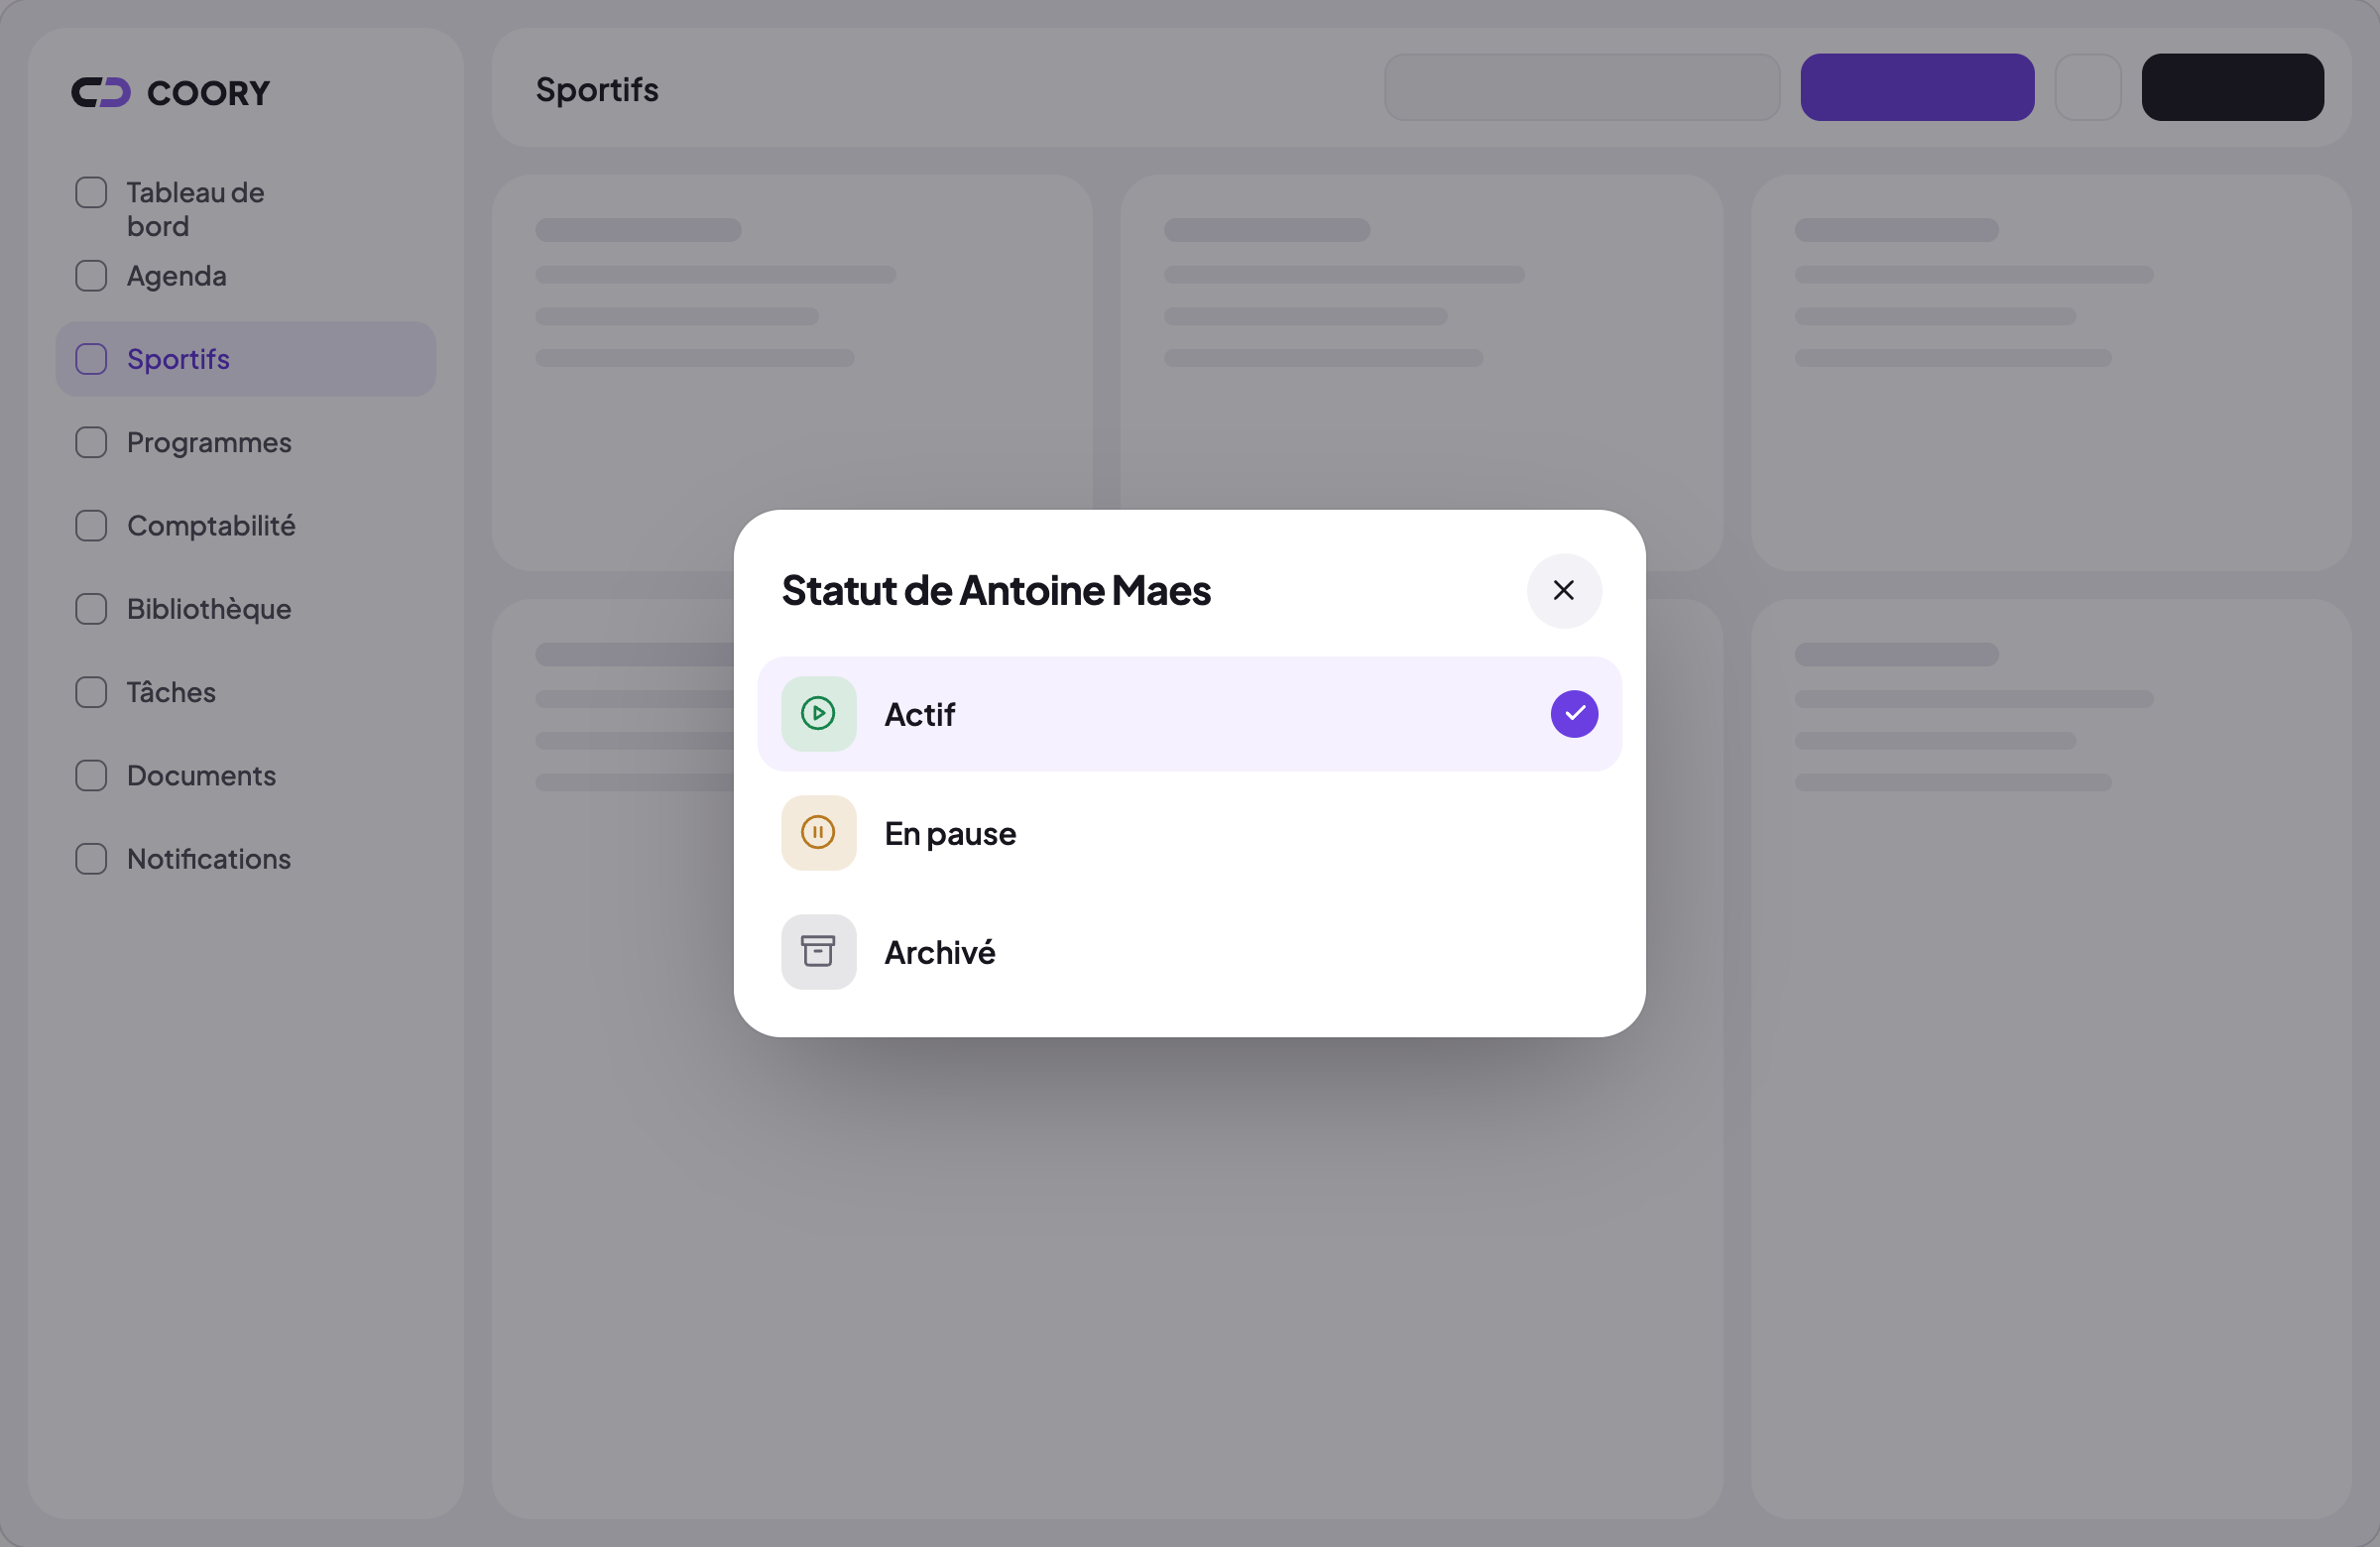 COORY
Tableau de
bord
Agenda
Sportifs
Programmes
Comptabilité
Bibliothèque
Tâches
Documents
Notifications
Sportifs
Statut de Antoine Maes
Actif
En pause
Archivé